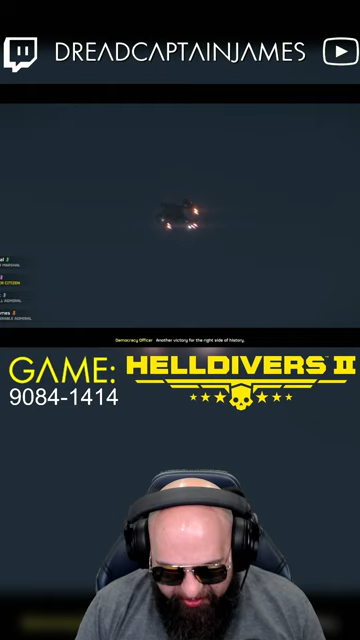 DREADCAPTAINJAMES
Democracy Officer Another victory for the right side of history.
GAME: HELLDIVERS II
9084-1414